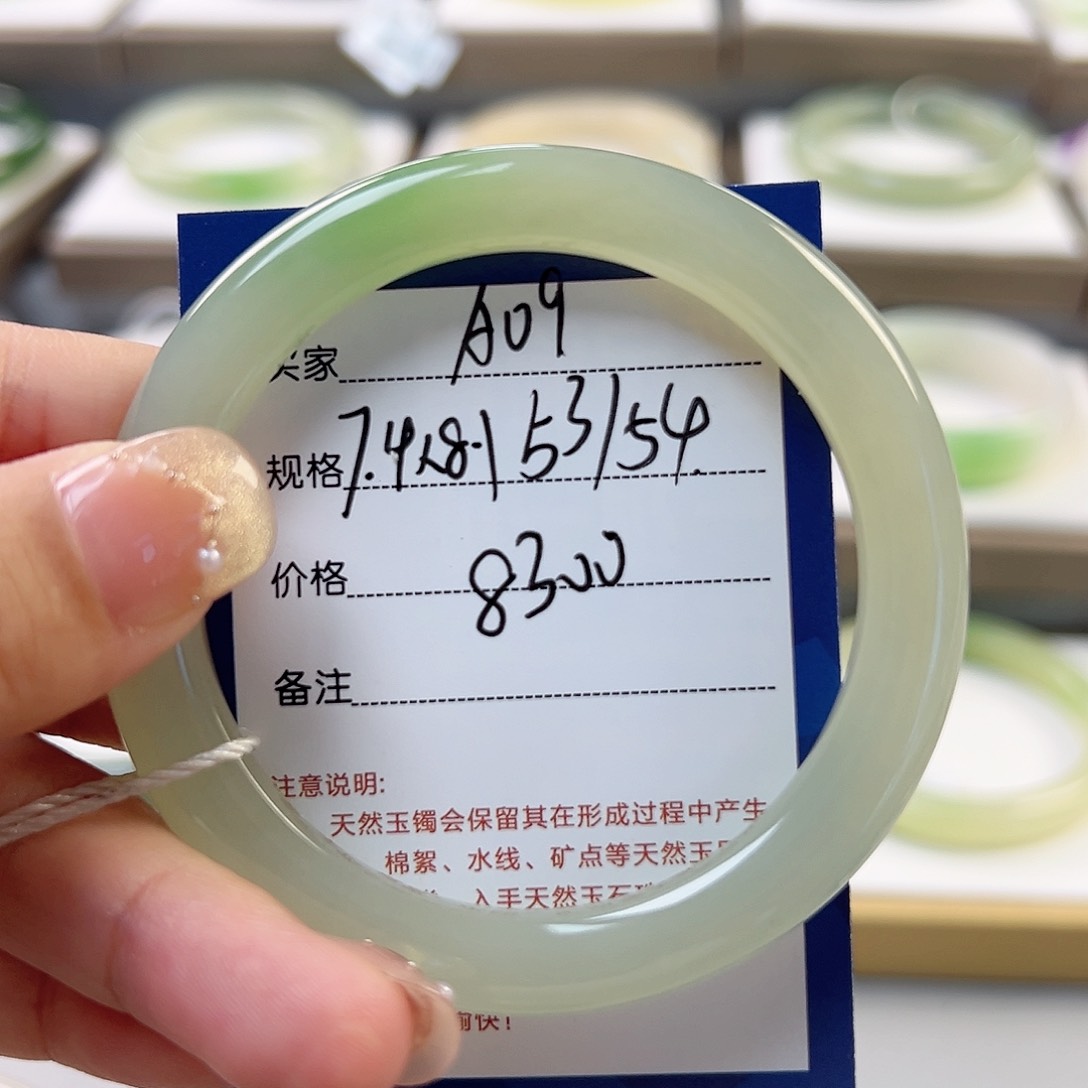 买家 A09
规格 7.4x8.1 53/54
价格 8300
备注
注意说明:
天然玉镯会保留其在形成过程中产生
棉絮、水线、矿点等天然玉
入手天然玉石
愉快!